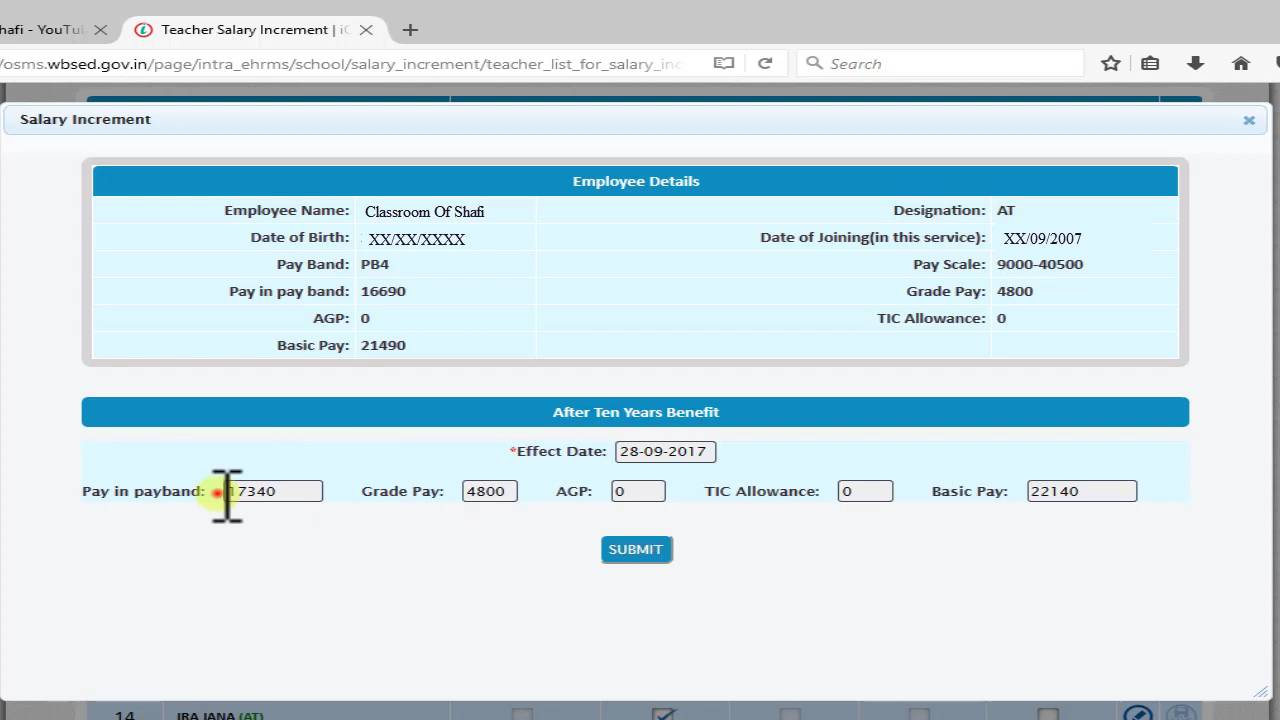 hafi - YouTu
Teacher Salary Increment | iO
/osms.wbsed.gov.in/page/intra_ehrms/school/salary_increment/teacher_list_for_salary_inc
Search
Salary Increment
Employee Details
Employee Name: Classroom Of Shafi Designation: AT
Date of Birth: XX/XX/XXXX Date of Joining(in this service): XX/09/2007
Pay Band: PB4 Pay Scale: 9000-40500
Pay in pay band: 16690 Grade Pay: 4800
AGP: 0 TIC Allowance: 0
Basic Pay: 21490
After Ten Years Benefit
*Effect Date: 28-09-2017
Pay in payband: 17340 Grade Pay: 4800 AGP: 0 TIC Allowance: 0 Basic Pay: 22140
SUBMIT
14 IRA JANA (AT)